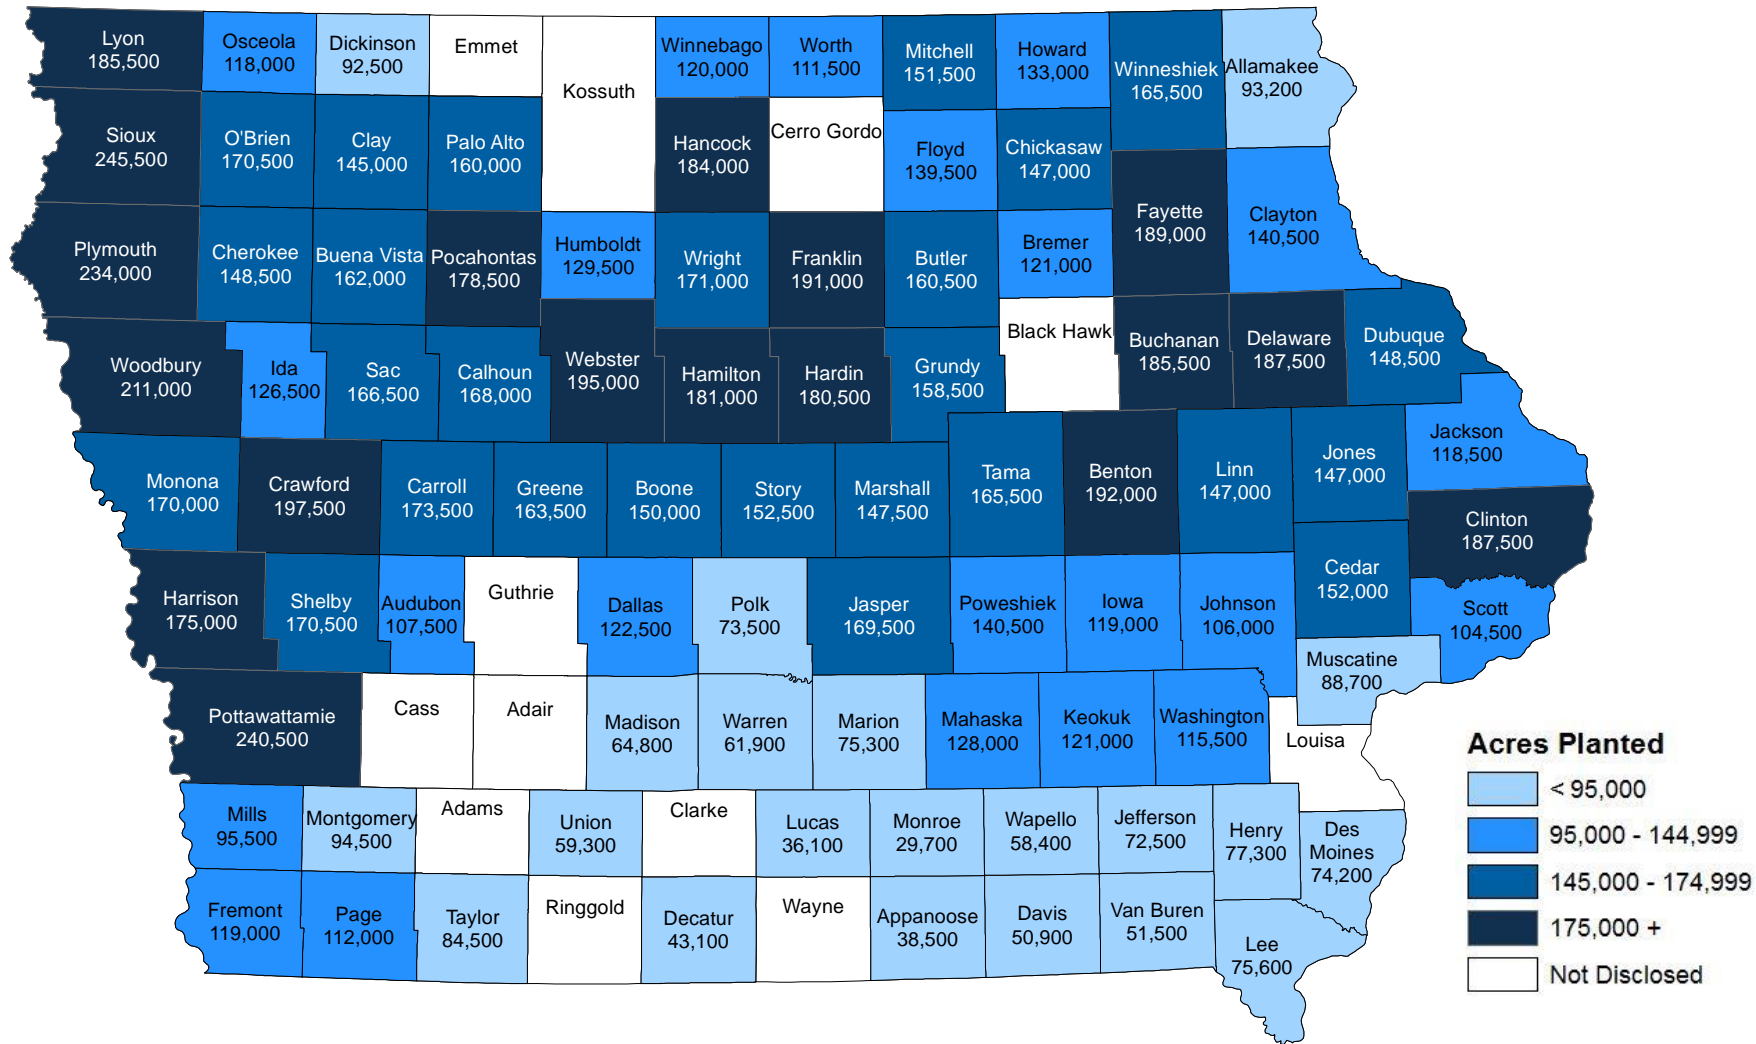 Lyon
185,500
Osceola
118,000
Dickinson
92,500
Emmet
Kossuth
Winnebago
120,000
Worth
111,500
Mitchell
151,500
Howard
133,000
Winneshiek
165,500
Allamakee
93,200
Sioux
245,500
O'Brien
170,500
Clay
145,000
Palo Alto
160,000
Hancock
184,000
Cerro Gordo
Floyd
139,500
Chickasaw
147,000
Fayette
189,000
Clayton
140,500
Plymouth
234,000
Cherokee
148,500
Buena Vista
162,000
Pocahontas
178,500
Humboldt
129,500
Wright
171,000
Franklin
191,000
Butler
160,500
Bremer
121,000
Woodbury
211,000
Ida
126,500
Sac
166,500
Calhoun
168,000
Webster
195,000
Hamilton
181,000
Hardin
180,500
Grundy
158,500
Black Hawk
Buchanan
185,500
Delaware
187,500
Dubuque
148,500
Monona
170,000
Crawford
197,500
Carroll
173,500
Greene
163,500
Boone
150,000
Story
152,500
Marshall
147,500
Tama
165,500
Benton
192,000
Linn
147,000
Jones
147,000
Jackson
118,500
Clinton
187,500
Harrison
175,000
Shelby
170,500
Audubon
107,500
Guthrie
Dallas
122,500
Polk
73,500
Jasper
169,500
Poweshiek
140,500
Iowa
119,000
Johnson
106,000
Cedar
152,000
Scott
104,500
Muscatine
88,700
Pottawattamie
240,500
Cass
Adair
Madison
64,800
Warren
61,900
Marion
75,300
Mahaska
128,000
Keokuk
121,000
Washington
115,500
Louisa
Mills
95,500
Montgomery
94,500
Adams
Union
59,300
Clarke
Lucas
36,100
Monroe
29,700
Wapello
58,400
Jefferson
72,500
Henry
77,300
Des
Moines
74,200
Fremont
119,000
Page
112,000
Taylor
84,500
Ringgold
Decatur
43,100
Wayne
Appanoose
38,500
Davis
50,900
Van Buren
51,500
Lee
75,600
Acres Planted
< 95,000
95,000 - 144,999
145,000 - 174,999
175,000 +
Not Disclosed